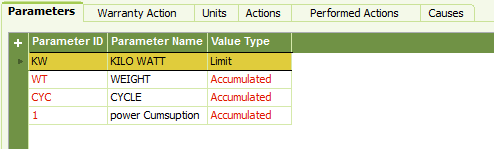 Parameters Warranty Action Units Actions Performed Actions Causes
+ Parameter ID Parameter Name Value Type
KW KILO WATT Limit
WT WEIGHT Accumulated
CYC CYCLE Accumulated
1 power Cumsuption Accumulated